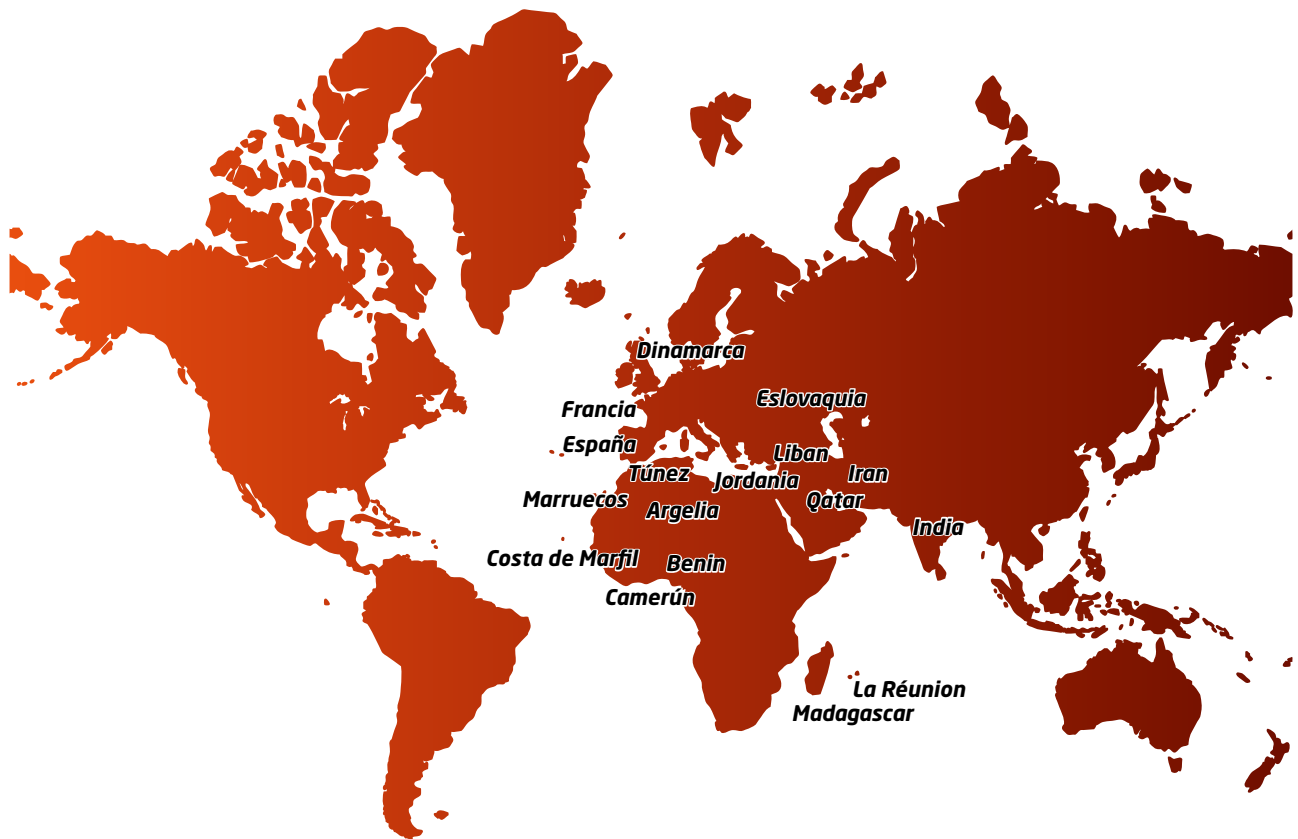 Dinamarca
Eslovaquia
Francia
España
Liban
Túnez
Jordania
Iran
Marruecos
Argelia
Qatar
India
Costa de Marfil
Benin
Camerún
La Réunion
Madagascar